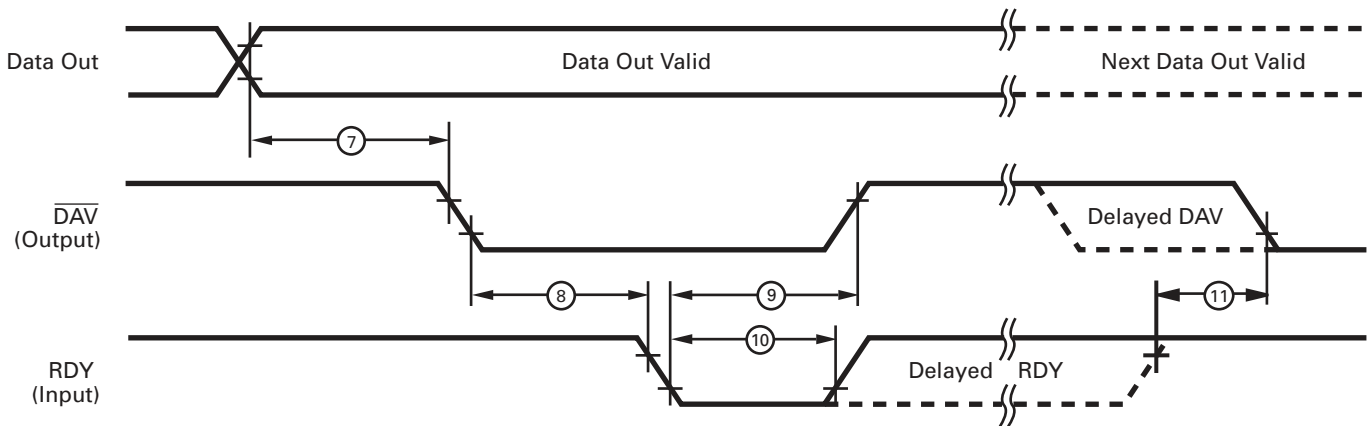 Data Out
Data Out Valid
Next Data Out Valid
7
DAV
(Output)
Delayed DAV
8
9
11
10
RDY
(Input)
Delayed RDY